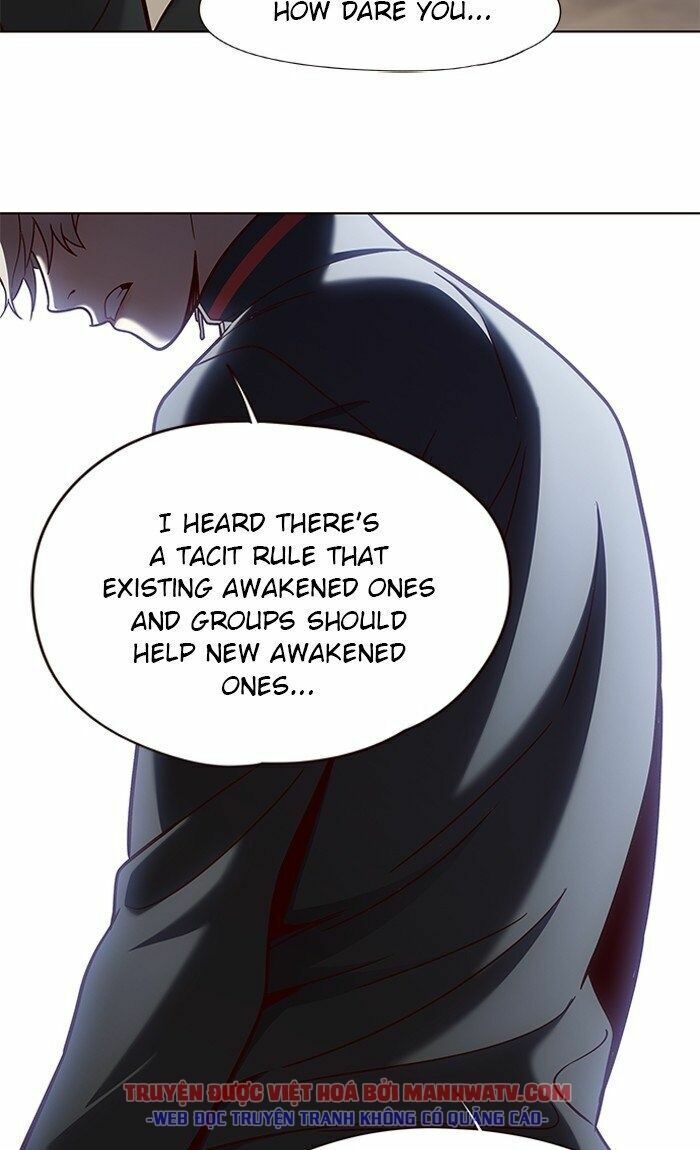 HOW DARE YOU...
I HEARD THERE'S
A TACIT RULE THAT
EXISTING AWAKENED ONES
AND GROUPS SHOULD
HELP NEW AWAKENED
ONES...
TRUYỆN ĐƯỢC VIỆT HOÁ BỞI MANHWATV.COM
-WEB ĐỌC TRUYỆN TRANH KHÔNG CÓ QUẢNG CÁO-